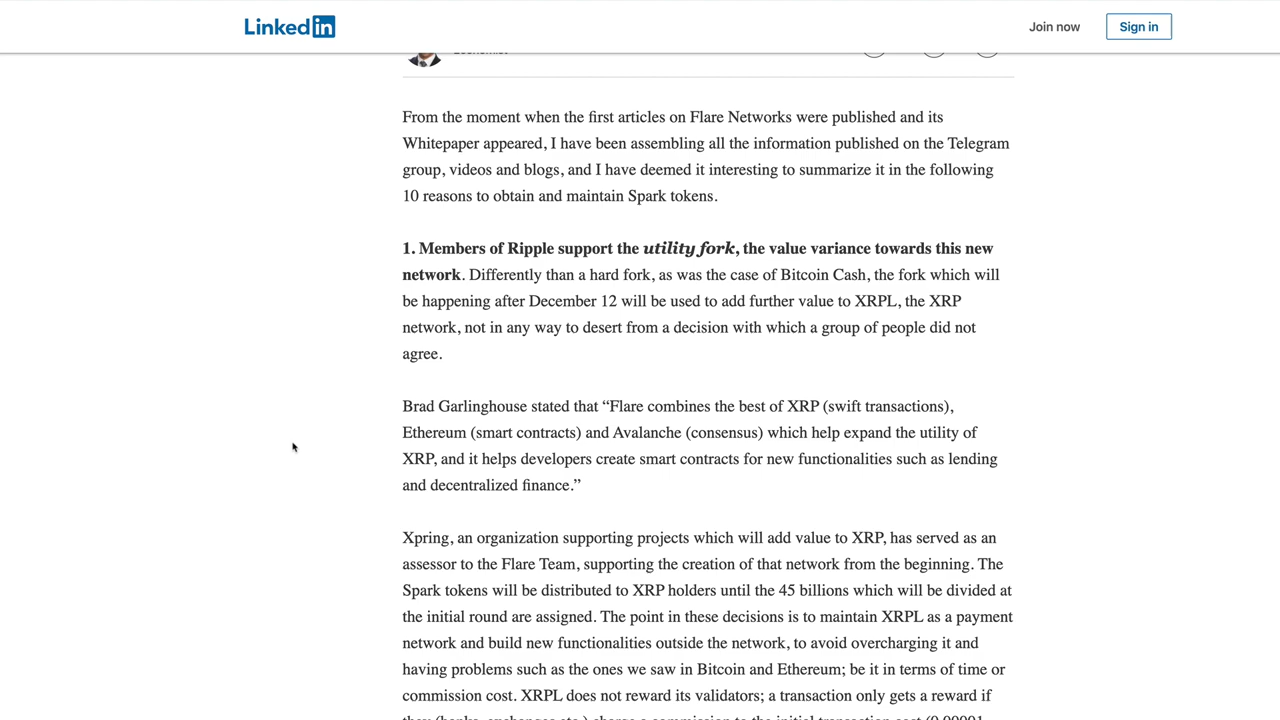 Linkedin
Join now
Sign in
From the moment when the first articles on Flare Networks were published and its
Whitepaper appeared, I have been assembling all the information published on the Telegram
group, videos and blogs, and I have deemed it interesting to summarize it in the following
10 reasons to obtain and maintain Spark tokens.
1. Members of Ripple support the utility fork, the value variance towards this new
network. Differently than a hard fork, as was the case of Bitcoin Cash, the fork which will
be happening after December 12 will be used to add further value to XRPL, the XRP
network, not in any way to desert from a decision with which a group of people did not
agree.
Brad Garlinghouse stated that “Flare combines the best of XRP (swift transactions),
Ethereum (smart contracts) and Avalanche (consensus) which help expand the utility of
XRP, and it helps developers create smart contracts for new functionalities such as lending
and decentralized finance.”
Xpring, an organization supporting projects which will add value to XRP, has served as an
assessor to the Flare Team, supporting the creation of that network from the beginning. The
Spark tokens will be distributed to XRP holders until the 45 billions which will be divided at
the initial round are assigned. The point in these decisions is to maintain XRPL as a payment
network and build new functionalities outside the network, to avoid overcharging it and
having problems such as the ones we saw in Bitcoin and Ethereum; be it in terms of time or
commission cost. XRPL does not reward its validators; a transaction only gets a reward if